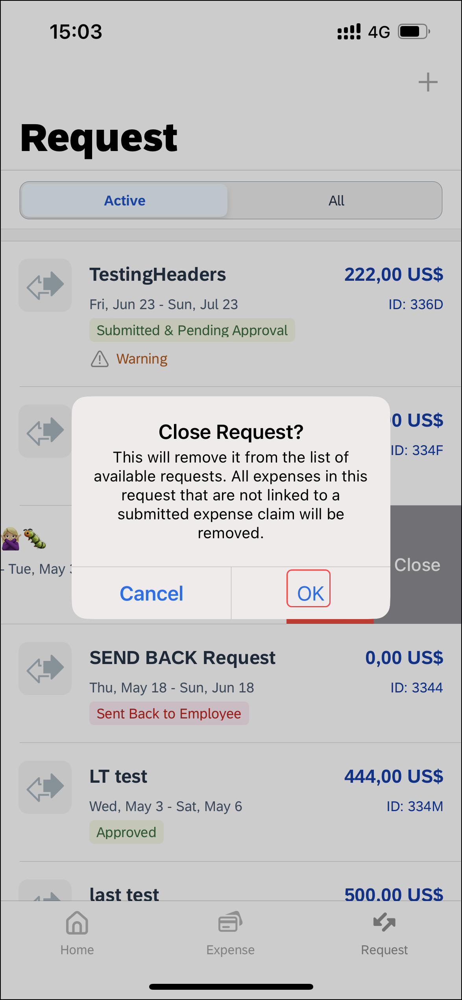 15:03
4G
Request
Active
All
TestingHeaders
222,00 US$
Fri, Jun 23 - Sun, Jul 23
ID: 336D
Submitted & Pending Approval
Warning
0 US$
ID: 334F
Close Request?
This will remove it from the list of
available requests. All expenses in this
request that are not linked to a
submitted expense claim will be
removed.
- Tue, May
Close
Cancel
OK
SEND BACK Request
0,00 US$
Thu, May 18 - Sun, Jun 18
ID: 3344
Sent Back to Employee
LT test
444,00 US$
Wed, May 3 - Sat, May 6
ID: 334M
Approved
last test
500,00 US$
Home
Expense
Request